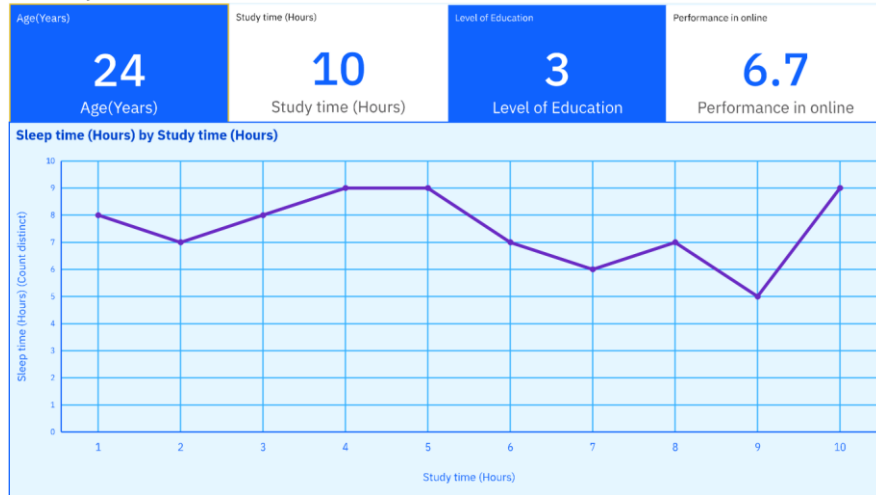 Age(Years)
Study time (Hours)
Level of Education
Performance in online
24
10
3
6.7
Age(Years)
Study time (Hours)
Level of Education
Performance in online
Sleep time (Hours) by Study time (Hours)
Sleep time (Hours) (Count distinct)
10
9
8
7
6
5
4
3
2
1
0
1 2 3 4 5 6 7 8 9 10
Study time (Hours)